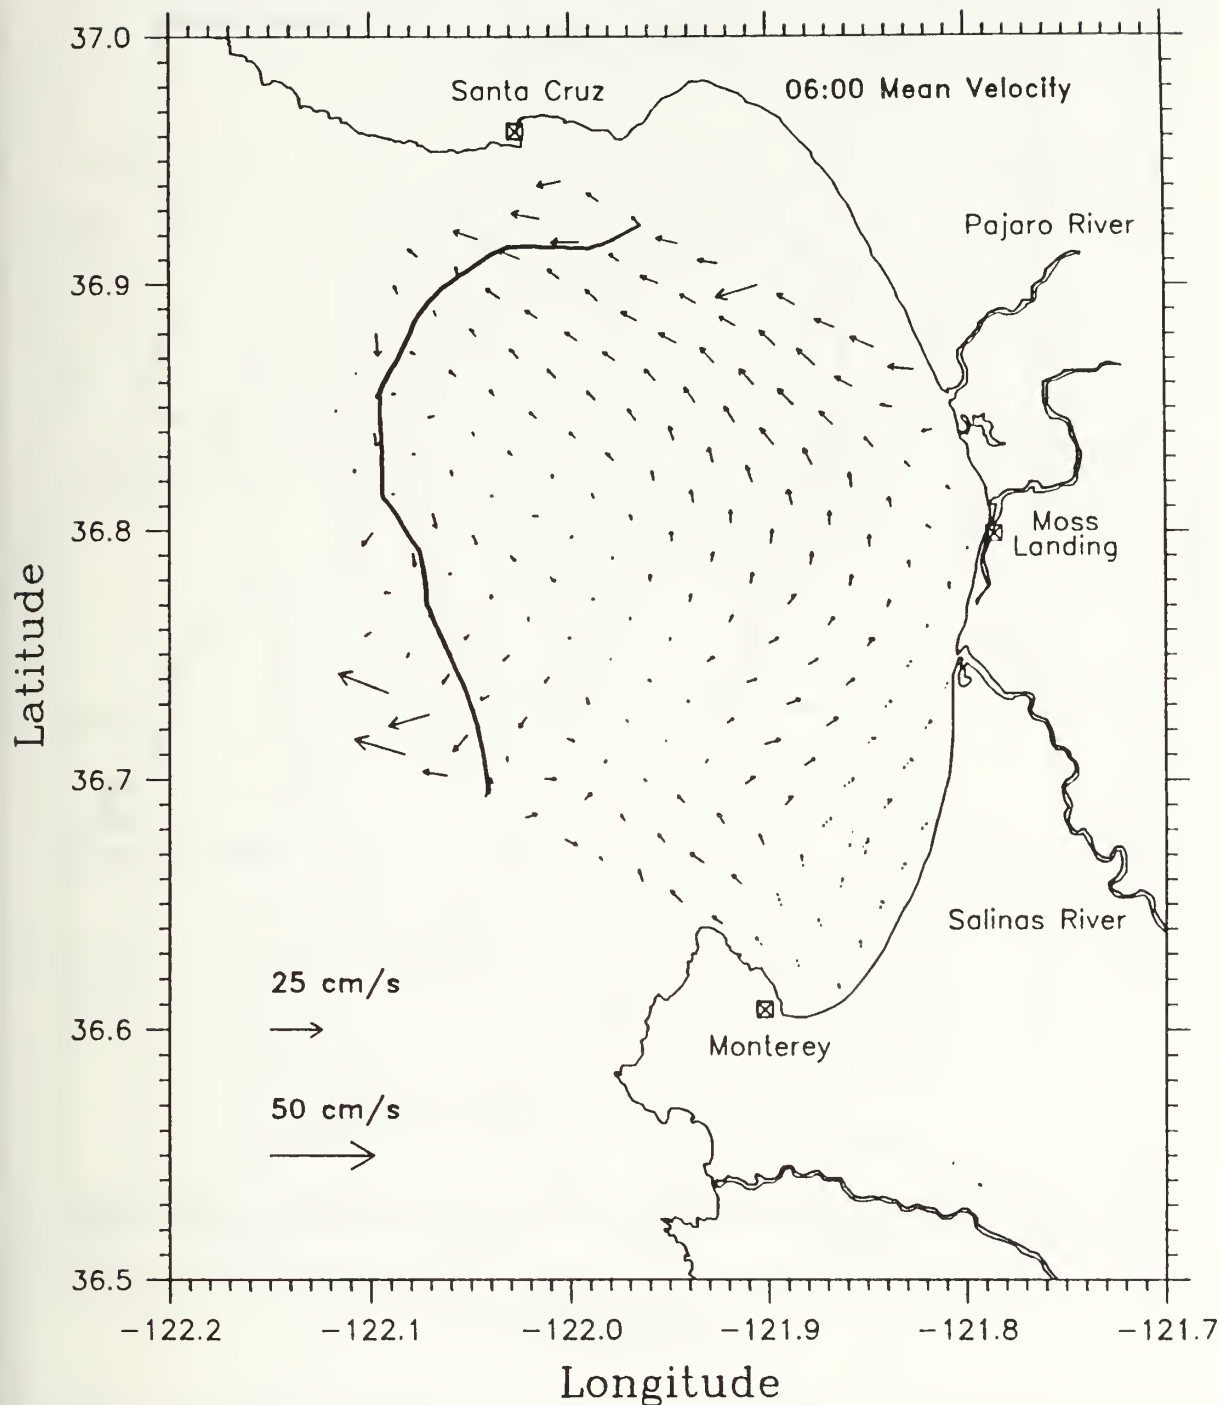 37.0
Santa Cruz
06:00 Mean Velocity
Pajaro River
36.9
36.8
Moss
Landing
Latitude
36.7
Salinas River
25 cm/s
36.6
Monterey
50 cm/s
36.5
-122.2
-122.1
-122.0
-121.9
-121.8
-121.7
Longitude